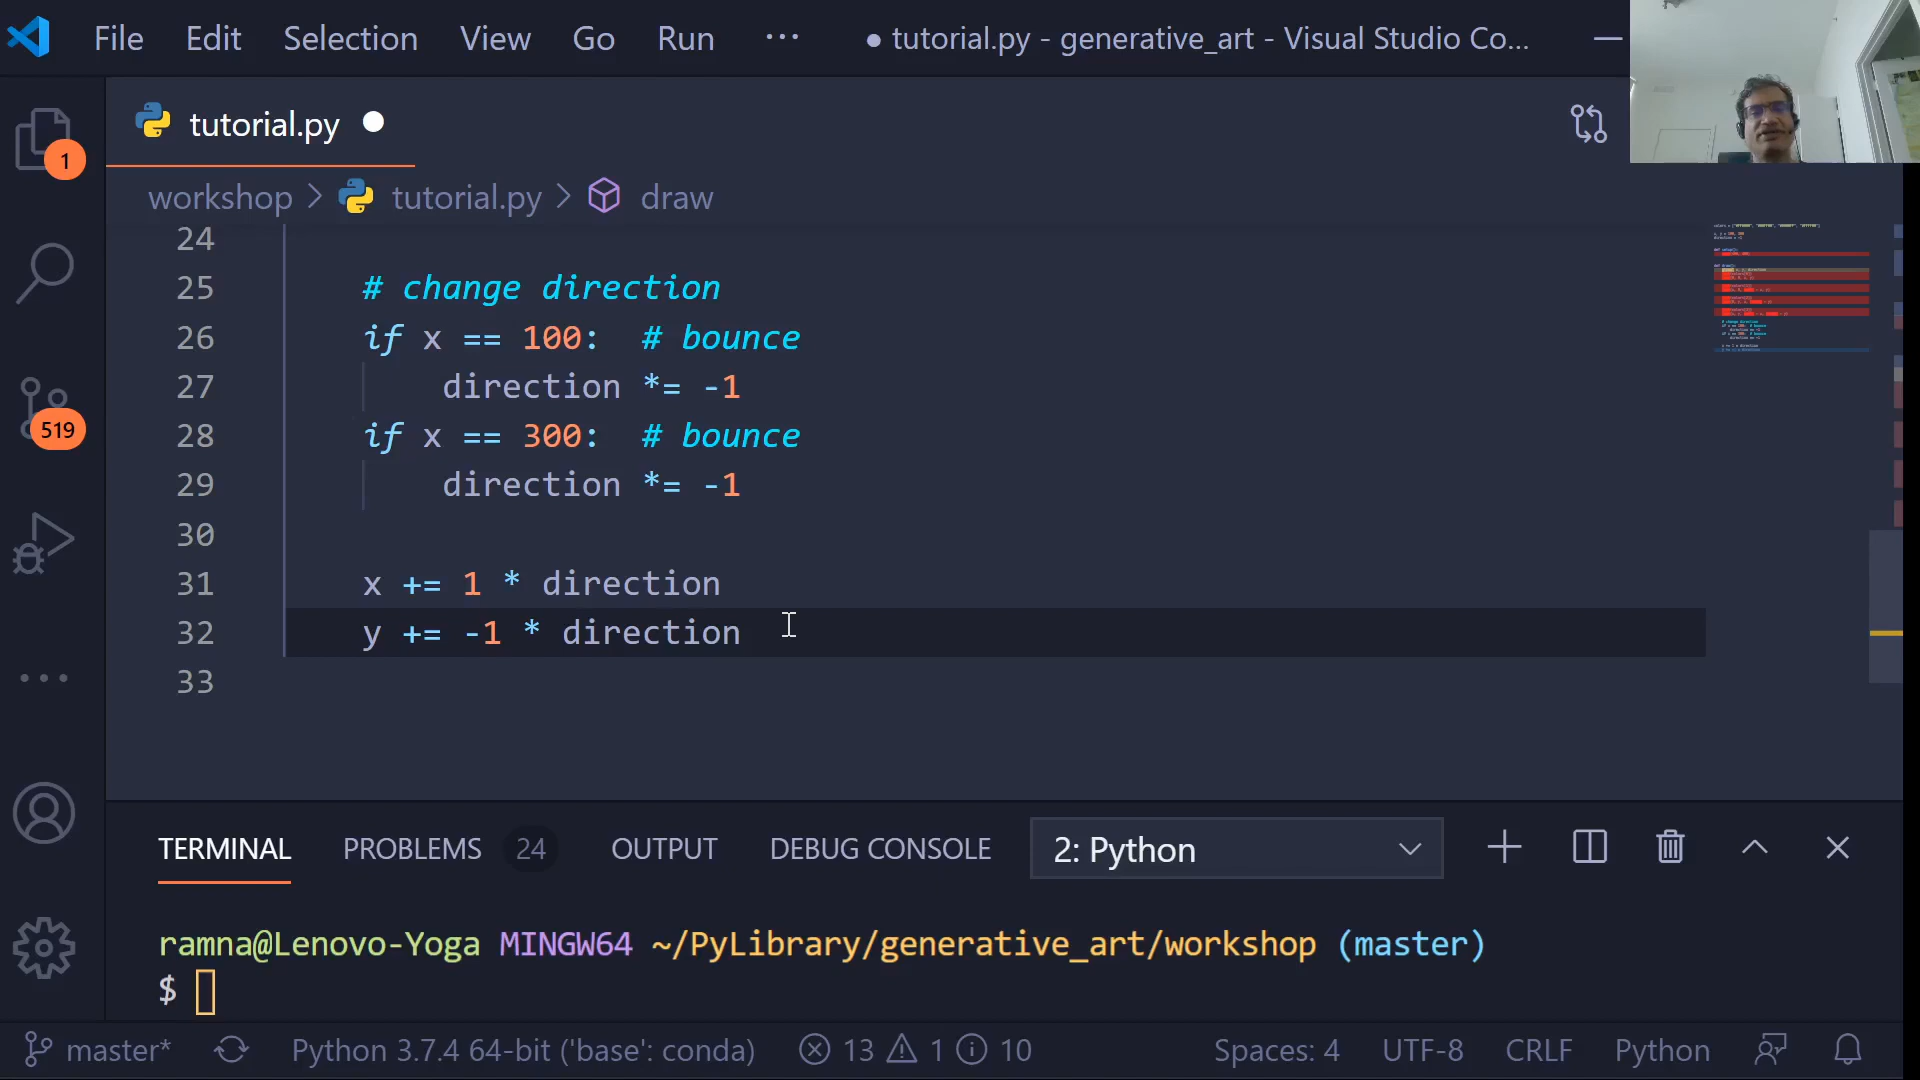 File Edit Selection View Go Run ··· ● tutorial.py - generative_art - Visual Studio Co...
tutorial.py
1
workshop > tutorial.py > draw
24
25 # change direction
26 if x == 100: # bounce
27 direction *= -1
28 if x == 300: # bounce
29 direction *= -1
519
30
31 x += 1 * direction
32 y += -1 * direction
33
TERMINAL PROBLEMS 24 OUTPUT DEBUG CONSOLE 2: Python
ramna@Lenovo-Yoga MINGW64 ~/PyLibrary/generative_art/workshop (master)
$
master* Python 3.7.4 64-bit ('base': conda) 13 1 10 Spaces: 4 UTF-8 CRLF Python